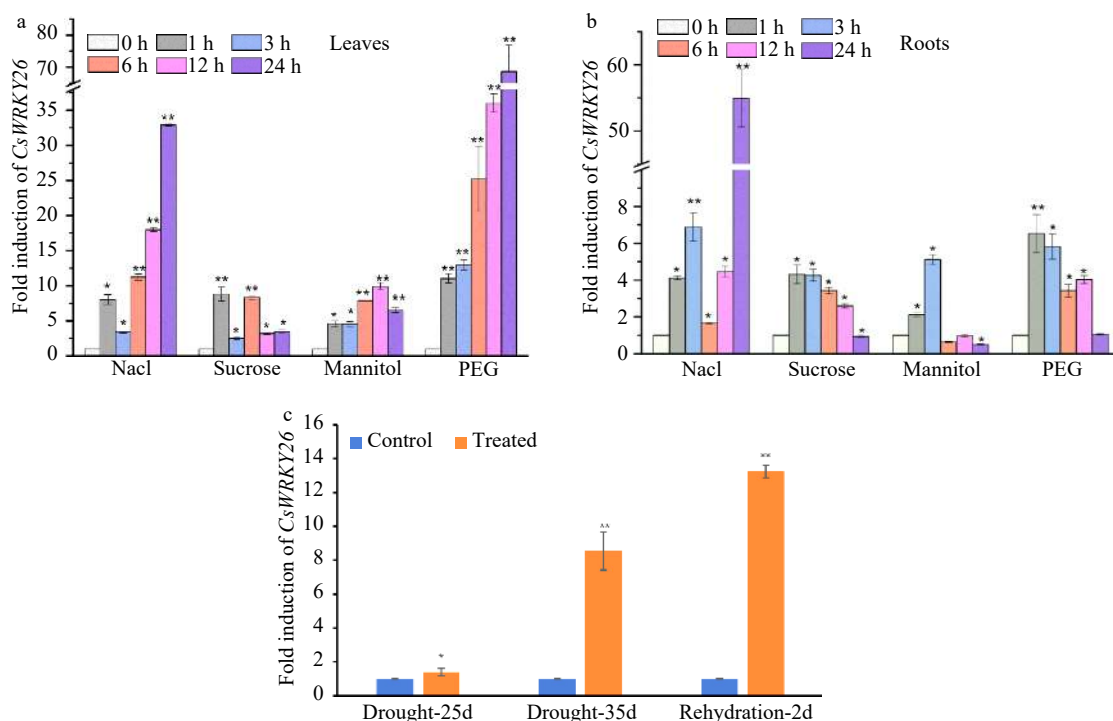 a
0 h 1 h 3 h
6 h 12 h 24 h
Leaves
Fold induction of CsWRKY26
80
70
35
30
25
20
15
10
5
0
* * ** ** **
** * ** * *
* * ** ** **
** ** ** ** **
Nacl Sucrose Mannitol PEG
b
0 h 1 h 3 h
6 h 12 h 24 h
Roots
Fold induction of CsWRKY26
60
50
8
6
4
2
0
* ** * * **
* * * * *
* * *
** * * *
Nacl Sucrose Mannitol PEG
c
Control Treated
Fold induction of CsWRKY26
16
14
12
10
8
6
4
2
0
* ** **
Drought-25d Drought-35d Rehydration-2d